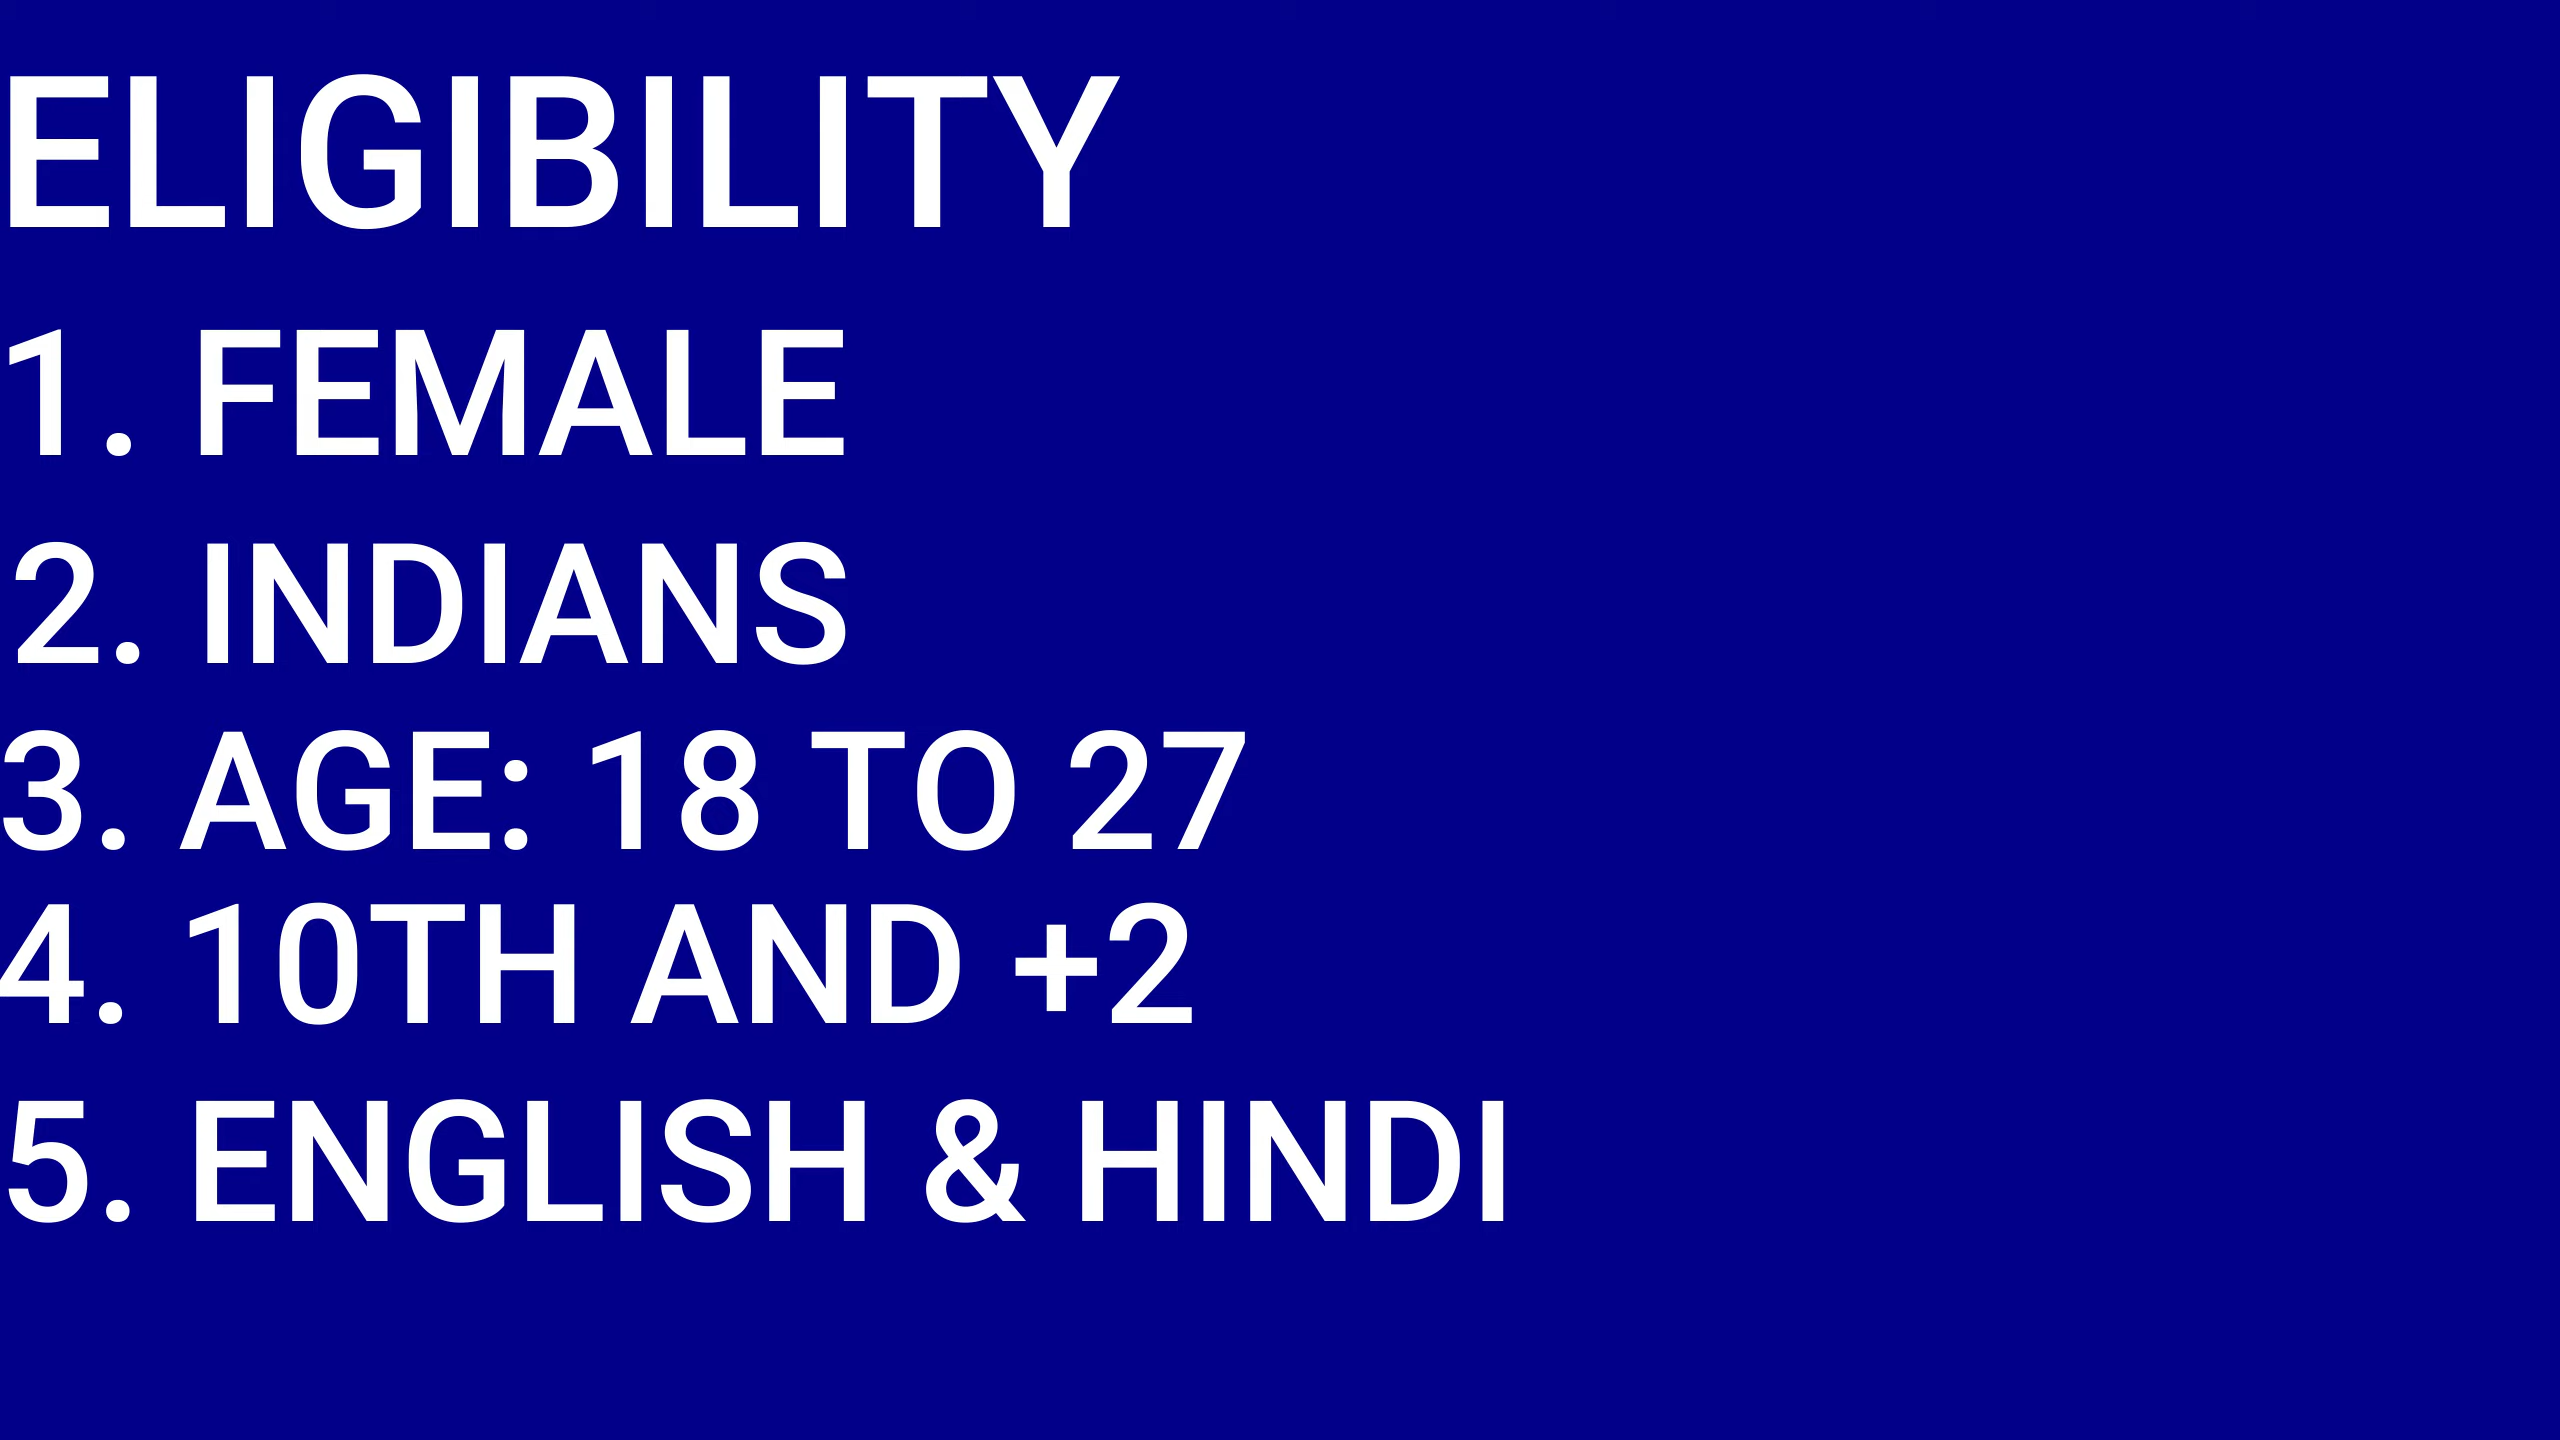 ELIGIBILITY
1. FEMALE
2. INDIANS
3. AGE: 18 TO 27
4. 10TH AND +2
5. ENGLISH & HINDI